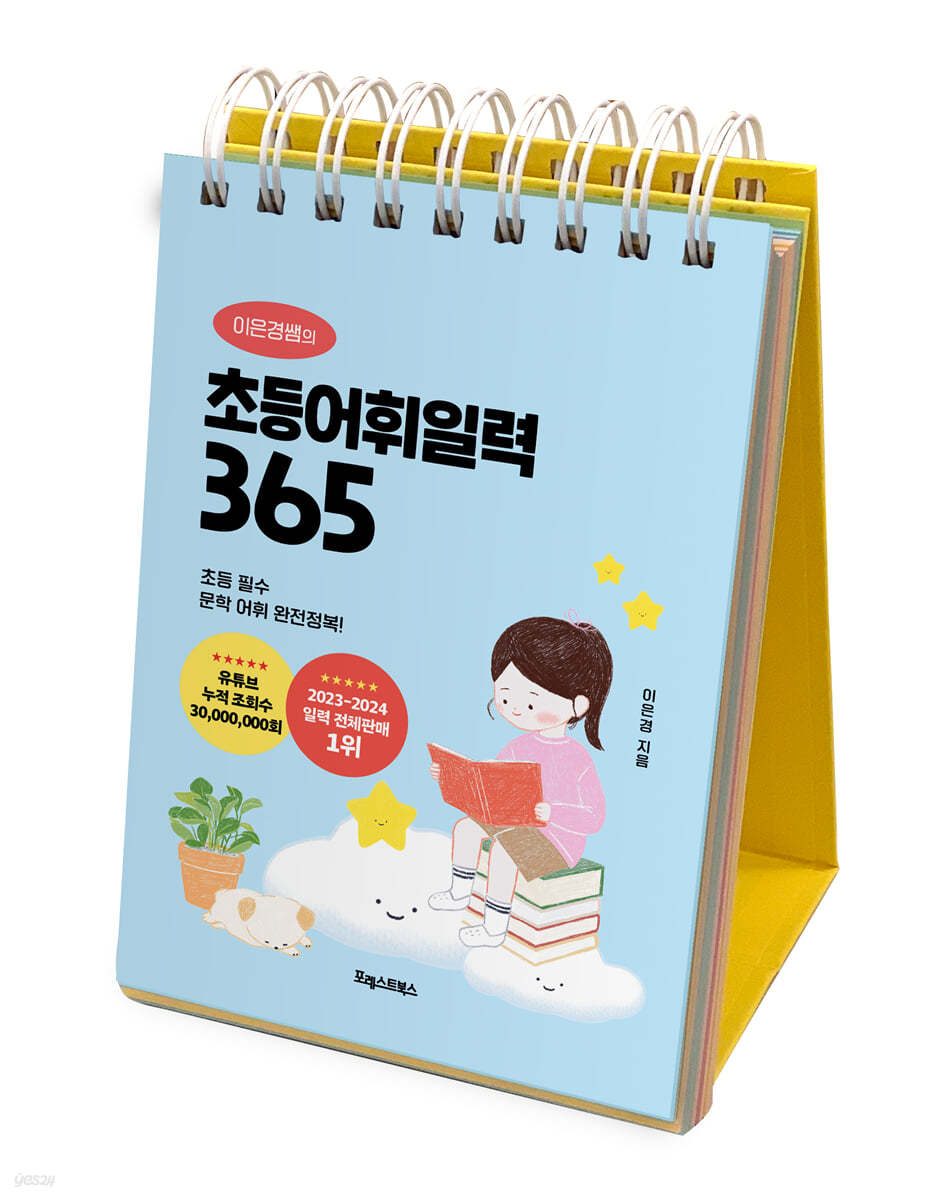 이은경쌤의
초등어휘일력
365
초등 필수
문학 어휘 완전정복!
★★★★★
유튜브
누적 조회수
30,000,000회
★★★★★
2023-2024
일력 전체판매
1위
이은경 지음
포레스트북스
yes24